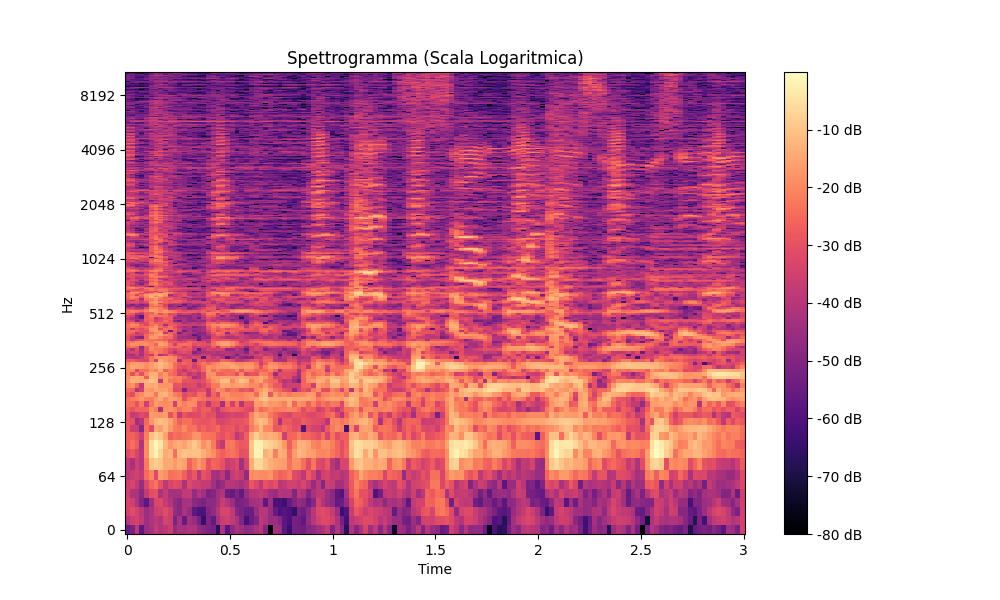 Spettrogramma (Scala Logaritmica)
Hz
8192
4096
2048
1024
512
256
128
64
0
0 0.5 1 1.5 2 2.5 3
Time
-10 dB
-20 dB
-30 dB
-40 dB
-50 dB
-60 dB
-70 dB
-80 dB